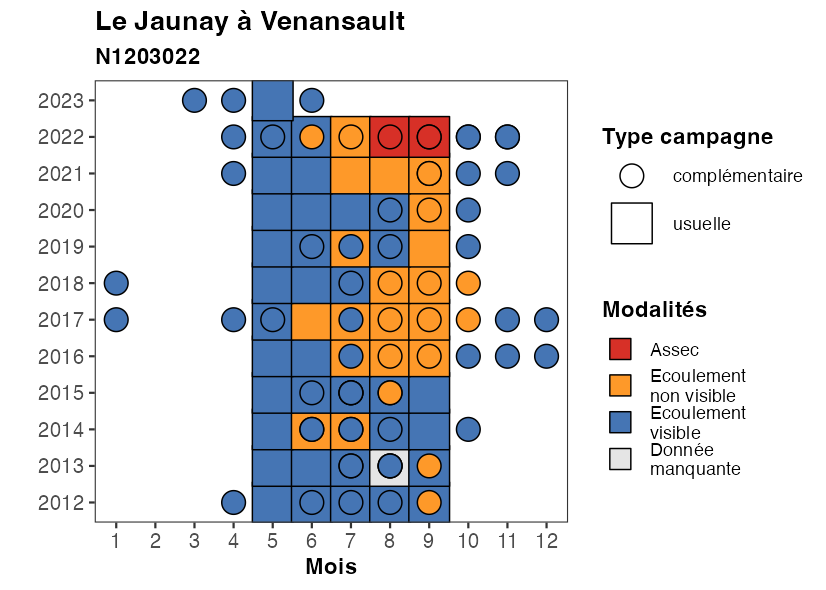 Le Jaunay à Venansault
N1203022
2023
2022
2021
2020
2019
2018
2017
2016
2015
2014
2013
2012
1 2 3 4 5 6 7 8 9 10 11 12
Mois
Type campagne
complémentaire
usuelle
Modalités
Assec
Ecoulement
non visible
Ecoulement
visible
Donnée
manquante